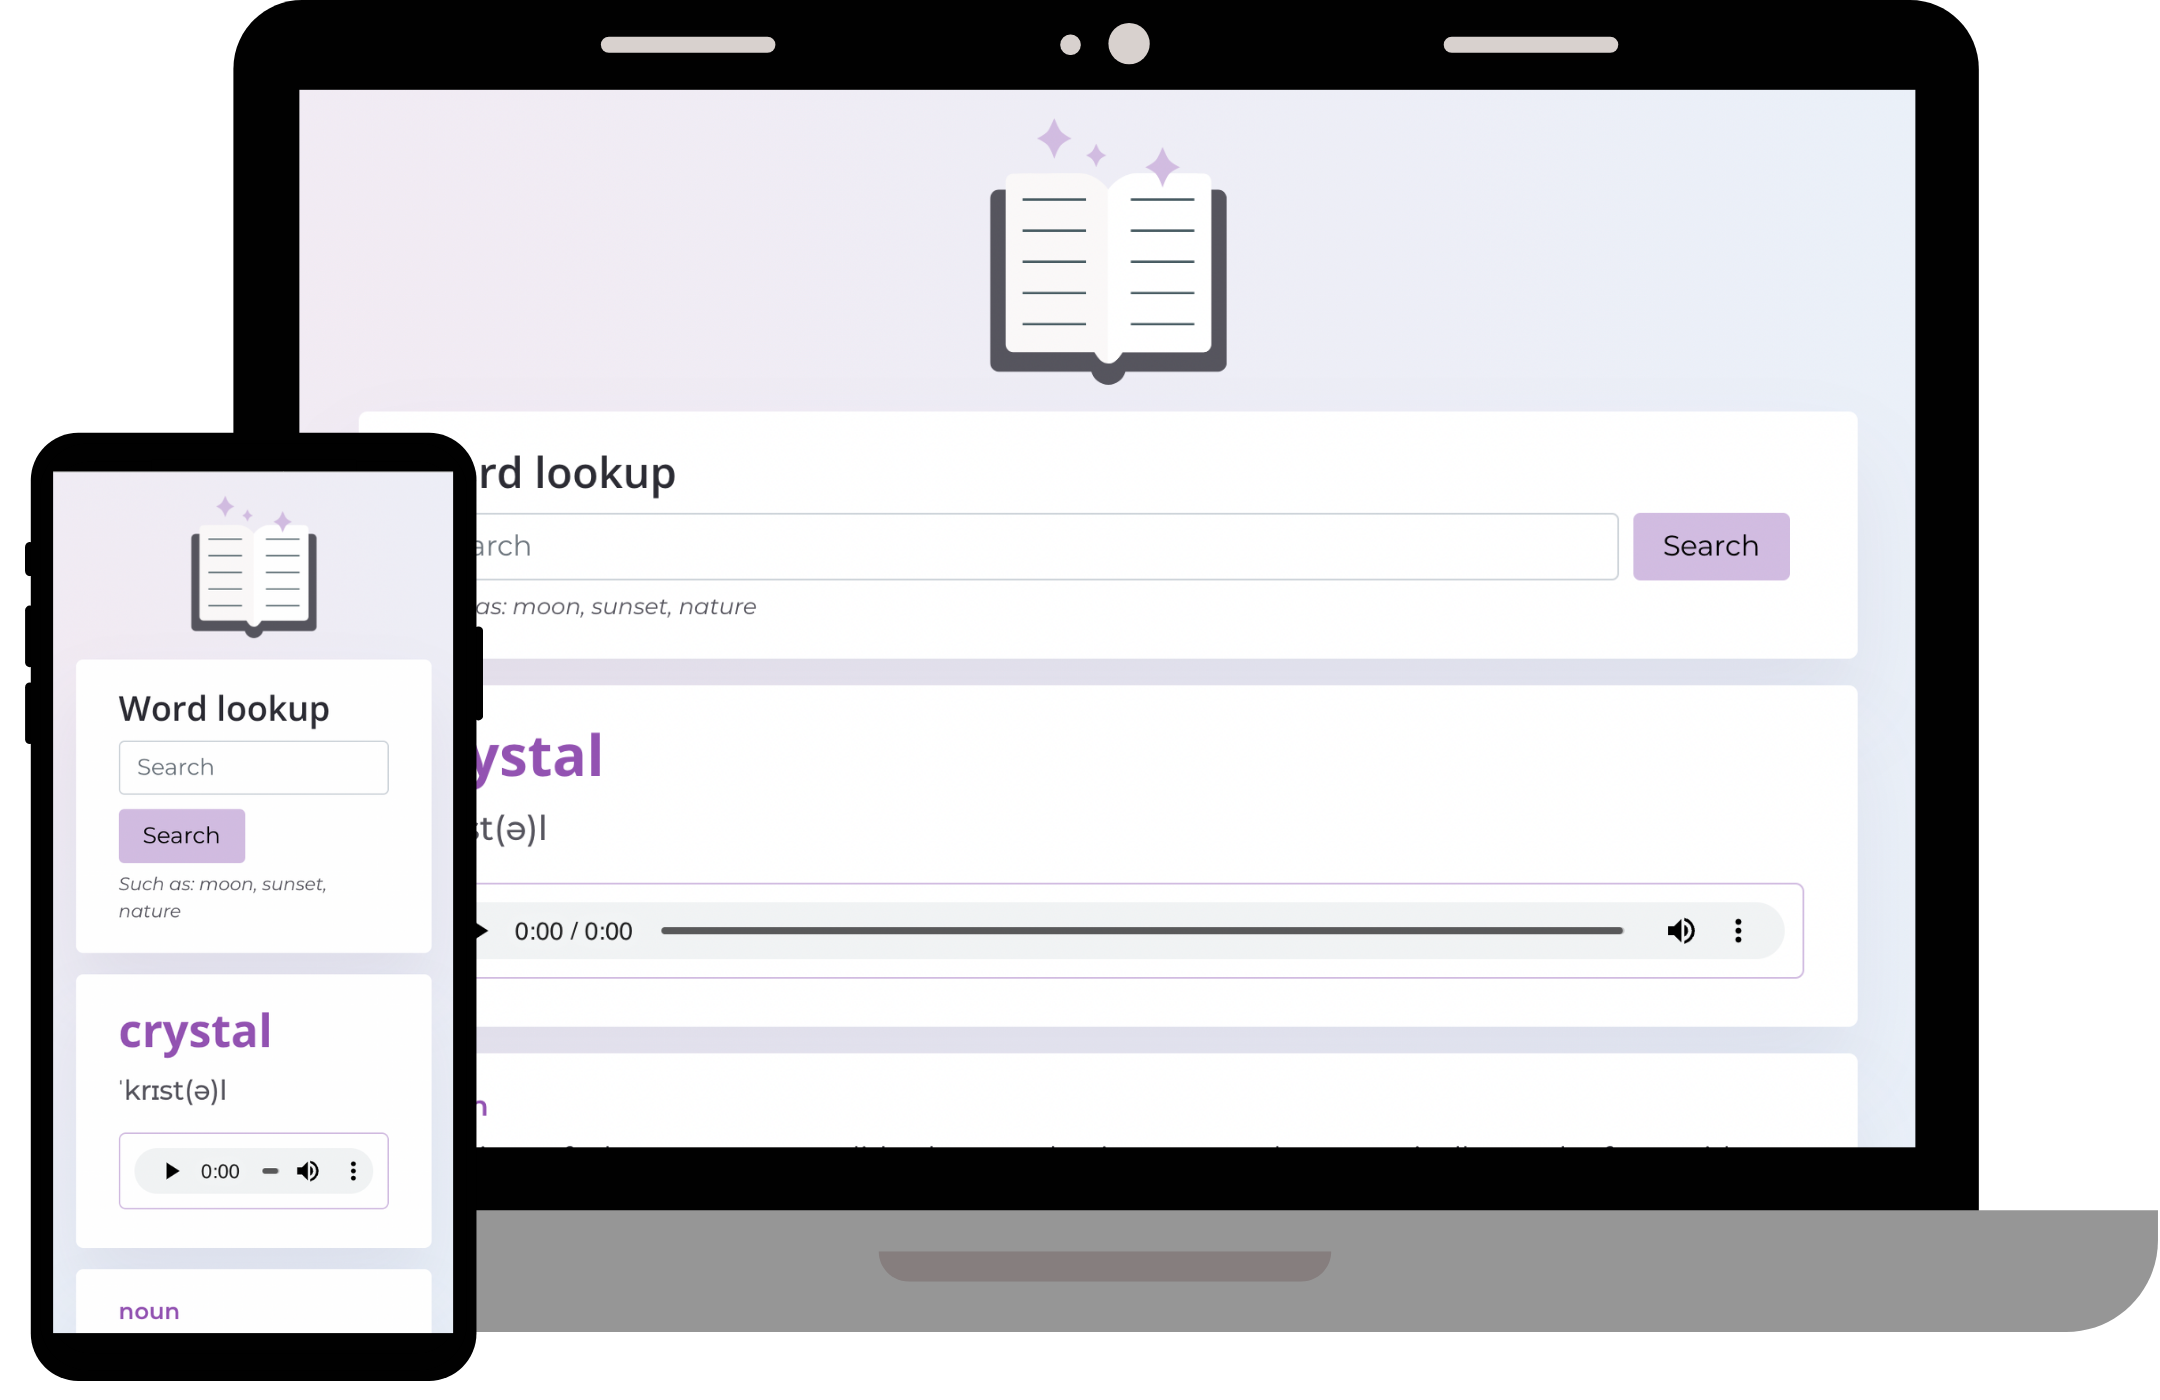 rd lookup
arch
Search
as: moon, sunset, nature
ystal
st(ə)l
0:00 / 0:00
n
Word lookup
Search
Search
Such as: moon, sunset,
nature
crystal
ˈkrɪst(ə)l
0:00
noun